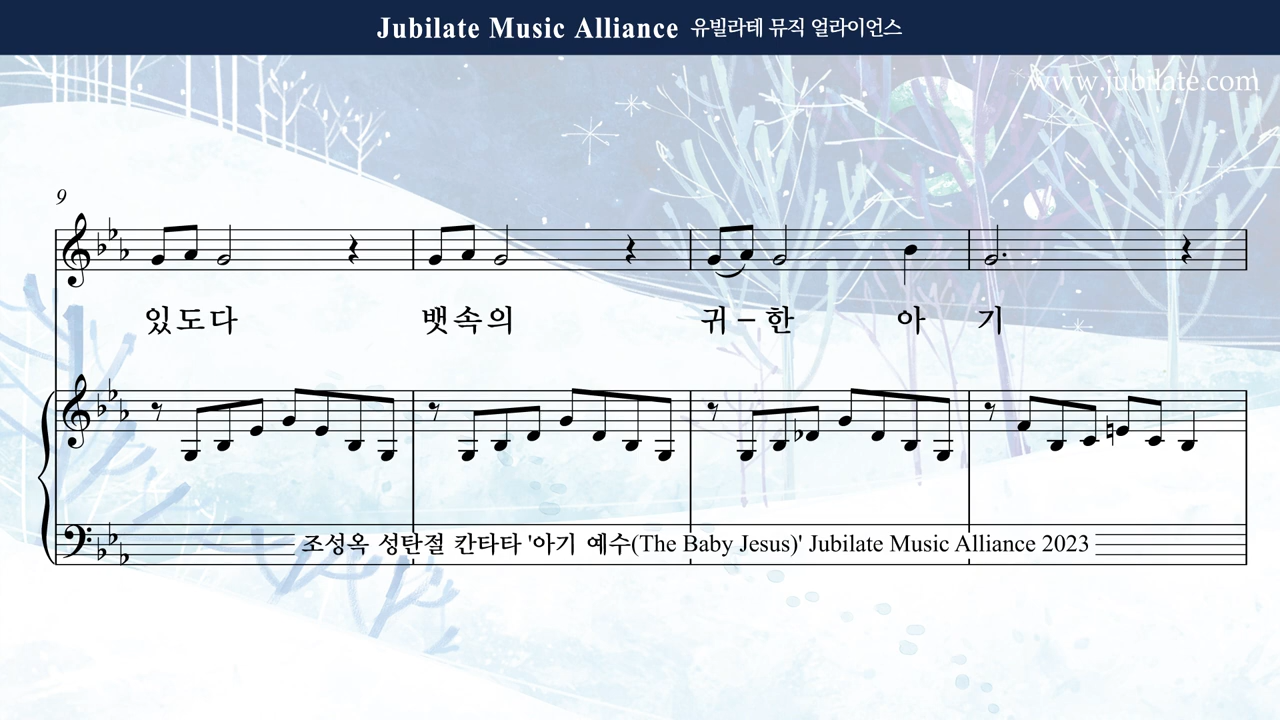 Jubilate Music Alliance 유빌라테 뮤직 얼라이언스
www.jubilate.com
9
있도다 뱃속의 귀-한 아 기
조성옥 성탄절 칸타타 '아기 예수(The Baby Jesus)' Jubilate Music Alliance 2023